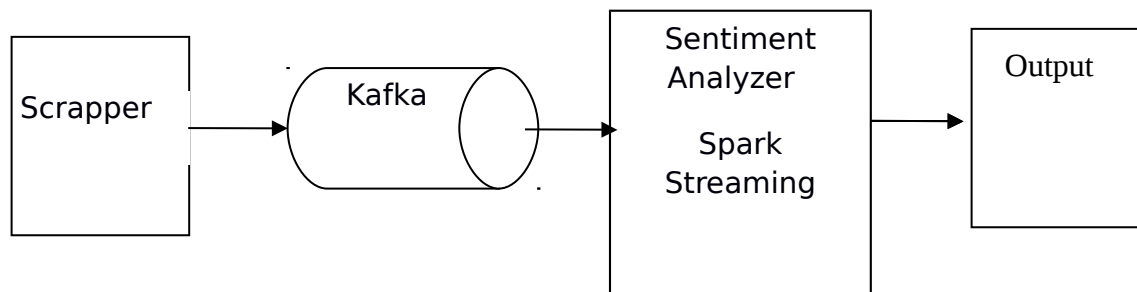 Scrapper
Kafka
Sentiment
Analyzer
Spark
Streaming
Output